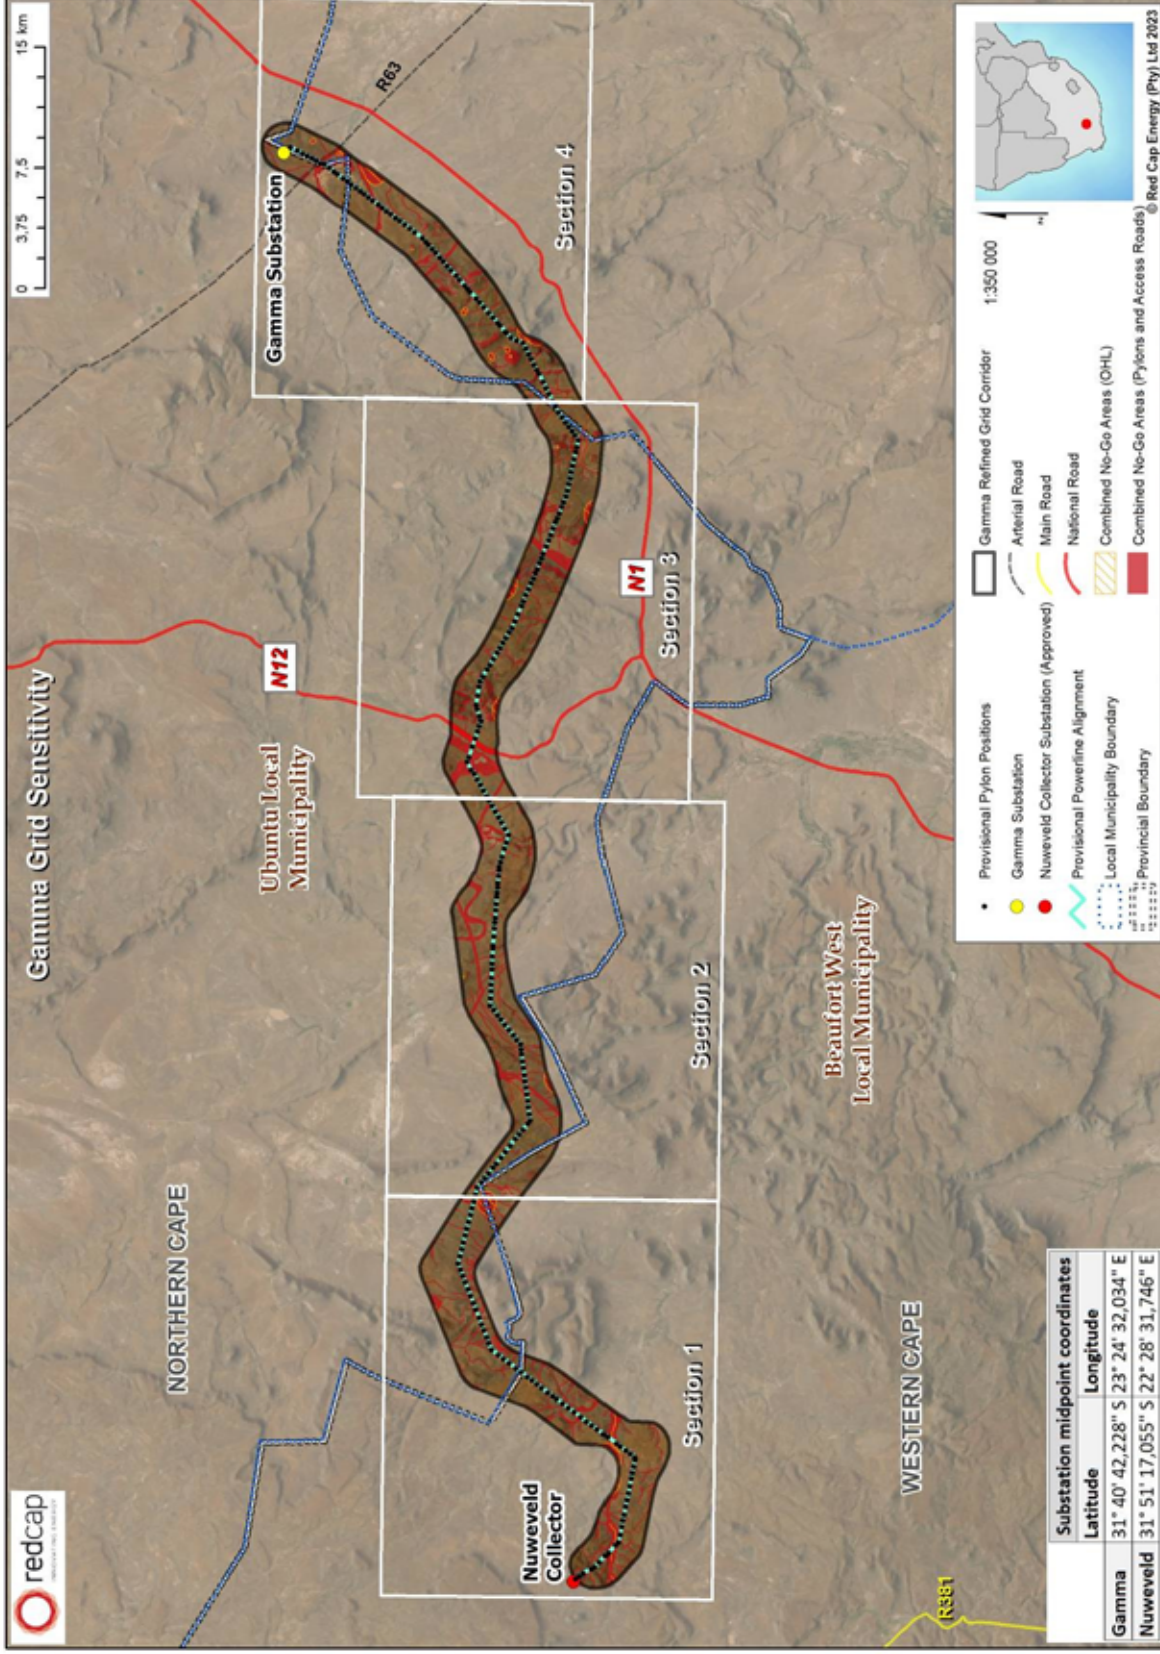 redcap
Gamma Grid Sensitivity
0 3,75 7,5 15 km
NORTHERN CAPE
Ubuntu Local
Municipality
N12
R63
Gamma Substation
Nuweveld
Collector
Section 1
Section 2
Section 3
Section 4
N1
Beaufort West
Local Municipality
WESTERN CAPE
R381
Substation midpoint coordinates
Latitude Longitude
Gamma 31° 40' 42,228" S 23° 24' 32,034" E
Nuweveld 31° 51' 17,055" S 22° 28' 31,746" E
Provisional Pylon Positions
Gamma Substation
Nuweveld Collector Substation (Approved)
Provisional Powerline Alignment
Local Municipality Boundary
Provincial Boundary
Gamma Refined Grid Corridor
Arterial Road
Main Road
National Road
Combined No-Go Areas (OHL)
Combined No-Go Areas (Pylons and Access Roads)
1:350 000
N
© Red Cap Energy (Pty) Ltd 2023